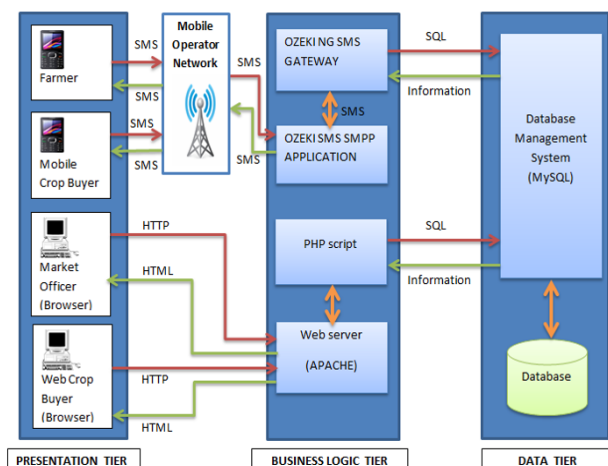 Farmer
Mobile
Crop Buyer
Market
Officer
(Browser)
Web Crop
Buyer
(Browser)
PRESENTATION TIER
SMS
SMS
SMS
SMS
Mobile
Operator
Network
SMS
SMS
HTTP
HTML
HTTP
HTML
OZEKI NG SMS
GATEWAY
SMS
OZEKI SMS SMPP
APPLICATION
PHP script
Web server
(APACHE)
BUSINESS LOGIC TIER
SQL
Information
SQL
Information
Database
Management
System
(MySQL)
Database
DATA TIER